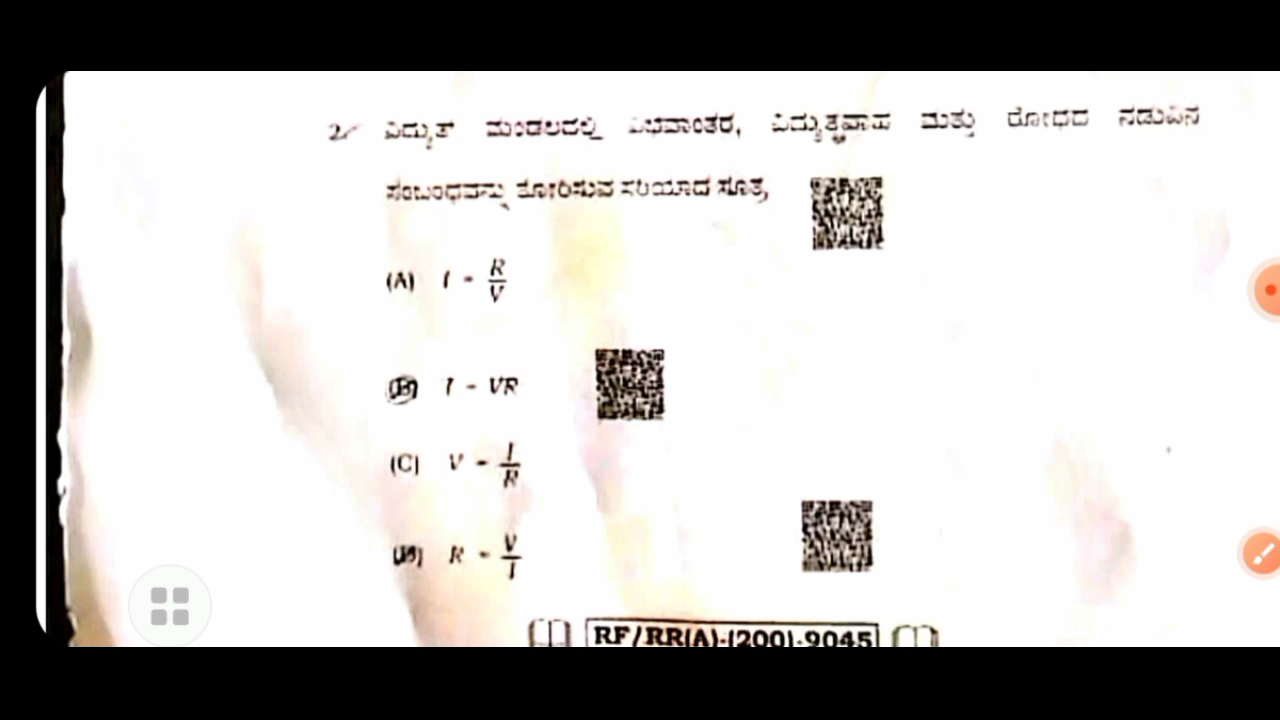 2. ವಿದ್ಯುತ್ ಮಂಡಲದಲ್ಲಿ ವಿಭವಾಂತರ, ವಿದ್ಯುತ್ಪ್ರವಾಹ ಮತ್ತು ರೋಧದ ನಡುವಿನ
ಸಂಬಂಧವನ್ನು ತೋರಿಸುವ ಸರಿಯಾದ ಸೂತ್ರ
(A) I = R/V
(B) I = VR
(C) V = I/R
(D) R = V/I
RF/RR(A)-(200)-9045